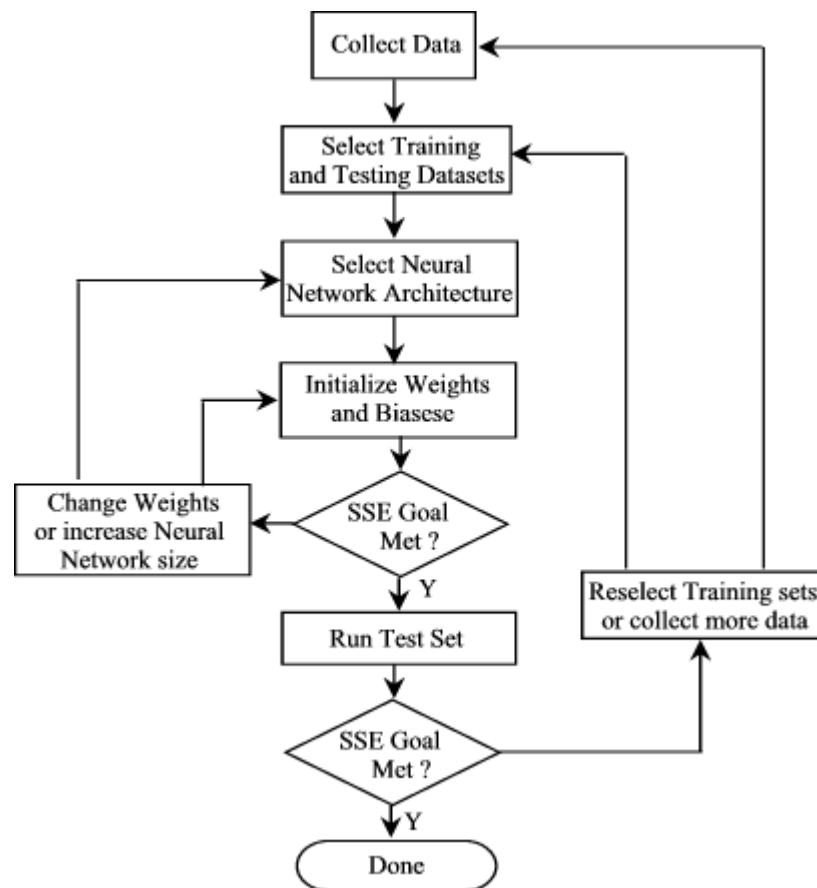 Collect Data
Select Training
and Testing Datasets
Select Neural
Network Architecture
Initialize Weights
and Biasese
Change Weights
or increase Neural
Network size
SSE Goal
Met ?
Y
Reselect Training sets
or collect more data
Run Test Set
SSE Goal
Met ?
Y
Done